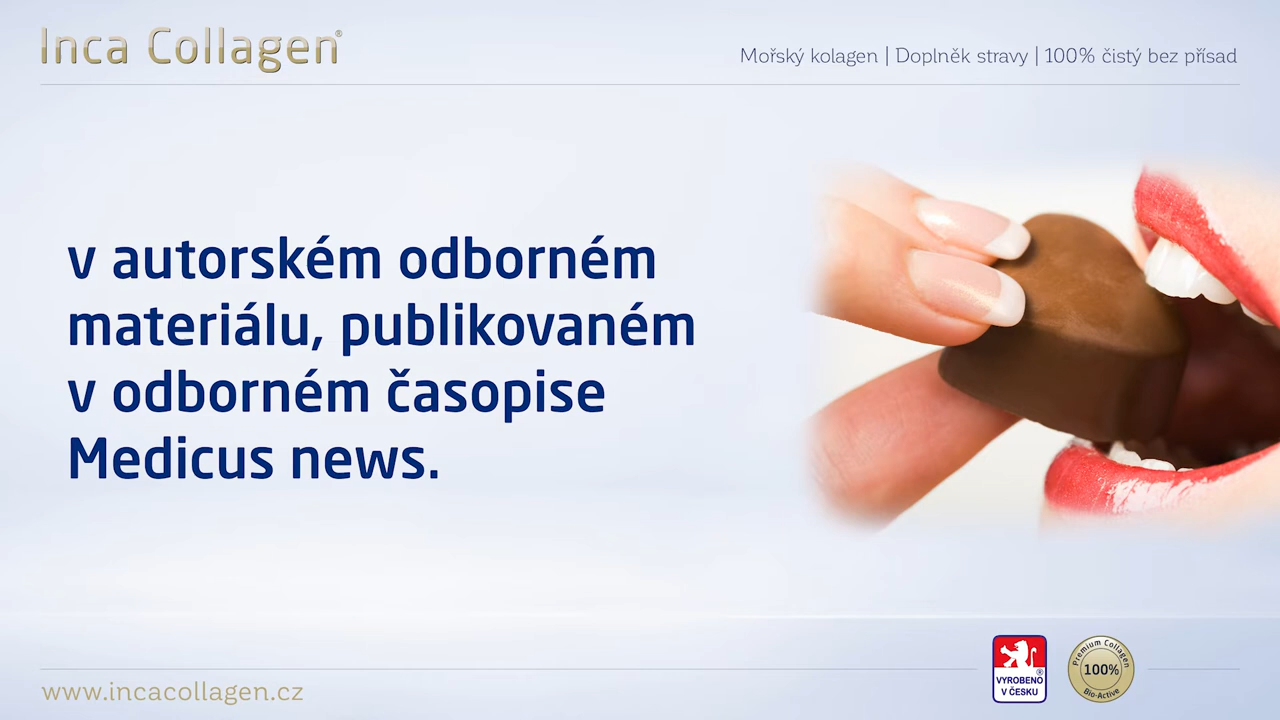 Inca Collagen®
Mořský kolagen | Doplněk stravy | 100% čistý bez přísad
v autorském odborném
materiálu, publikovaném
v odborném časopise
Medicus news.
www.incacollagen.cz
VYROBENO ®
V ČESKU
Premium Collagen
100%
Bio-Active